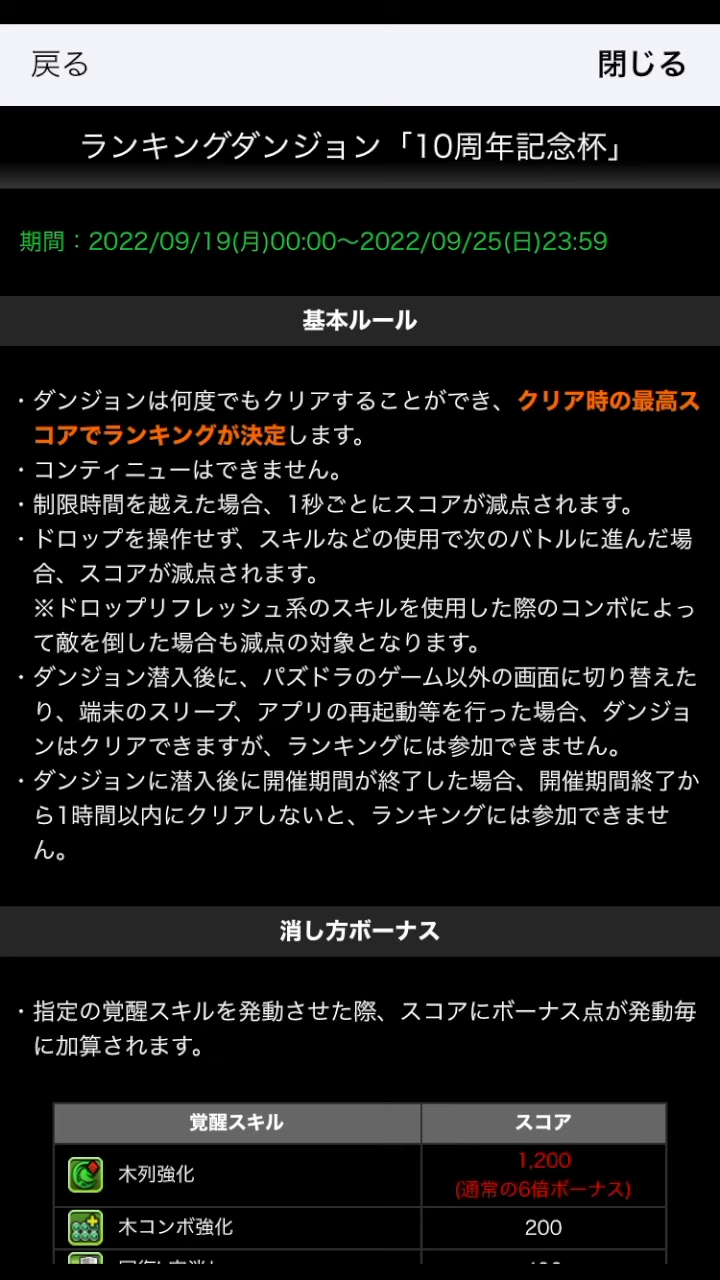 戻る
閉じる
ランキングダンジョン「10周年記念杯」
期間：2022/09/19(月)00:00〜2022/09/25(日)23:59
基本ルール
・ダンジョンは何度でもクリアすることができ、クリア時の最高ス
コアでランキングが決定します。
・コンティニューはできません。
・制限時間を越えた場合、1秒ごとにスコアが減点されます。
・ドロップを操作せず、スキルなどの使用で次のバトルに進んだ場
合、スコアが減点されます。
※ドロップリフレッシュ系のスキルを使用した際のコンボによっ
て敵を倒した場合も減点の対象となります。
・ダンジョン潜入後に、パズドラのゲーム以外の画面に切り替えた
り、端末のスリープ、アプリの再起動等を行った場合、ダンジョ
ンはクリアできますが、ランキングには参加できません。
・ダンジョンに潜入後に開催期間が終了した場合、開催期間終了か
ら1時間以内にクリアしないと、ランキングには参加できませ
ん。
消し方ボーナス
・指定の覚醒スキルを発動させた際、スコアにボーナス点が発動毎
に加算されます。
覚醒スキル スコア
木列強化 1,200
(通常の6倍ボーナス)
木コンボ強化 200